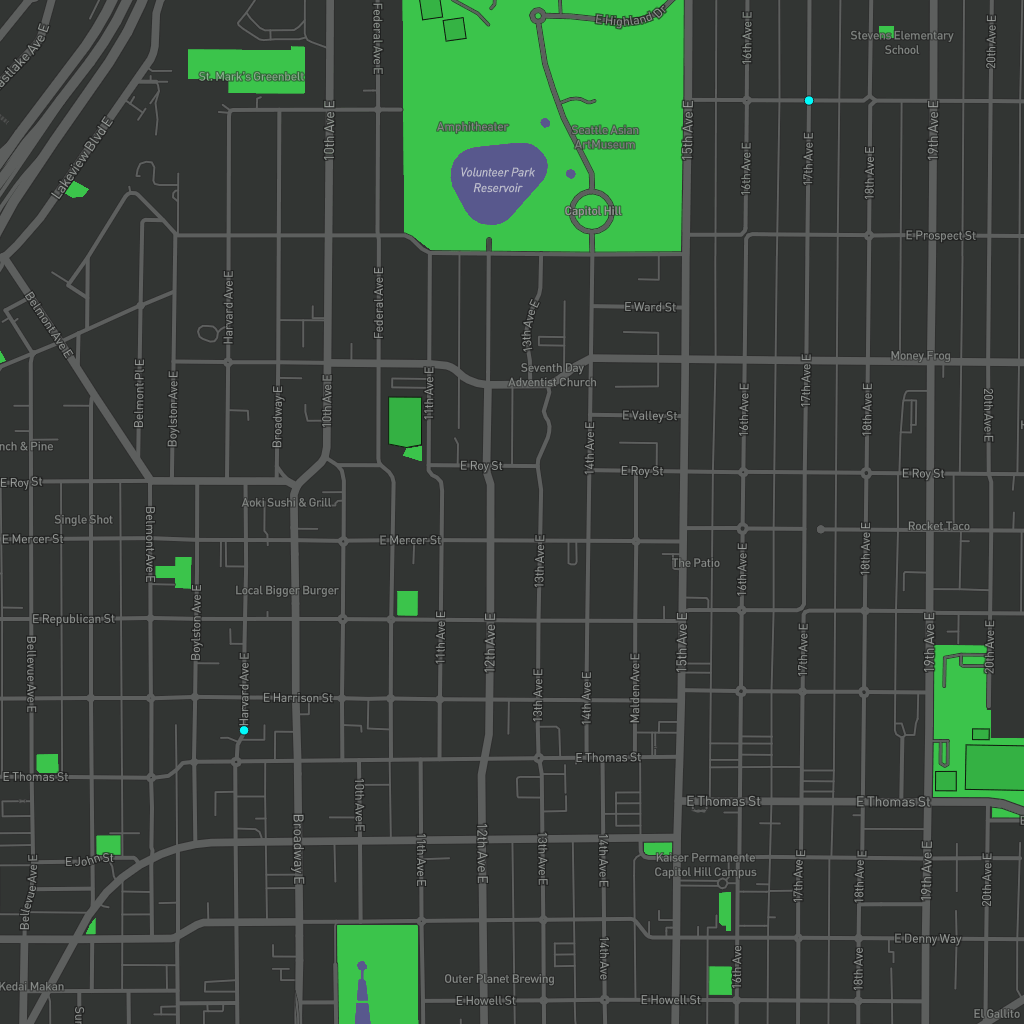 E Highland Dr
Eastlake Ave E
Federal Ave E
16th Ave E
20th Ave E
Stevens Elementary
School
St. Mark's Greenbelt
Lakeview Blvd E
10th Ave E
Amphitheater
Seattle Asian
ArtMuseum
15th Ave E
16th Ave E
17th Ave E
18th Ave E
19th Ave E
Volunteer Park
Reservoir
Capitol Hill
E Prospect St
Belmont Ave E
Harvard Ave E
Federal Ave E
13th Ave E
E Ward St
Money Frog
Seventh Day
Adventist Church
Belmont Pl E
Boylston Ave E
Broadway E
10th Ave E
11th Ave E
14th Ave E
E Valley St
16th Ave E
17th Ave E
18th Ave E
20th Ave E
nch & Pine
E Roy St
E Roy St
E Roy St
E Roy St
Aoki Sushi & Grill
Single Shot
Belmont Ave E
E Mercer St
E Mercer St
Rocket Taco
The Patio
13th Ave E
16th Ave E
18th Ave E
Local Bigger Burger
Boylston Ave E
E Republican St
11th Ave E
12th Ave E
15th Ave E
17th Ave E
19th Ave E
20th Ave E
Bellevue Ave E
Harvard Ave E
E Harrison St
13th Ave E
14th Ave E
Malden Ave E
E Thomas St
E Thomas St
E Thomas St
E Thomas St
10th Ave E
Broadway E
11th Ave E
12th Ave E
13th Ave E
14th Ave E
E John St
Kaiser Permanente
Capitol Hill Campus
17th Ave E
18th Ave E
19th Ave E
20th Ave E
Bellevue Ave E
E Denny Way
14th Ave
16th Ave
18th Ave
Outer Planet Brewing
Kedai Makan
E Howell St
E Howell St
El Gallito